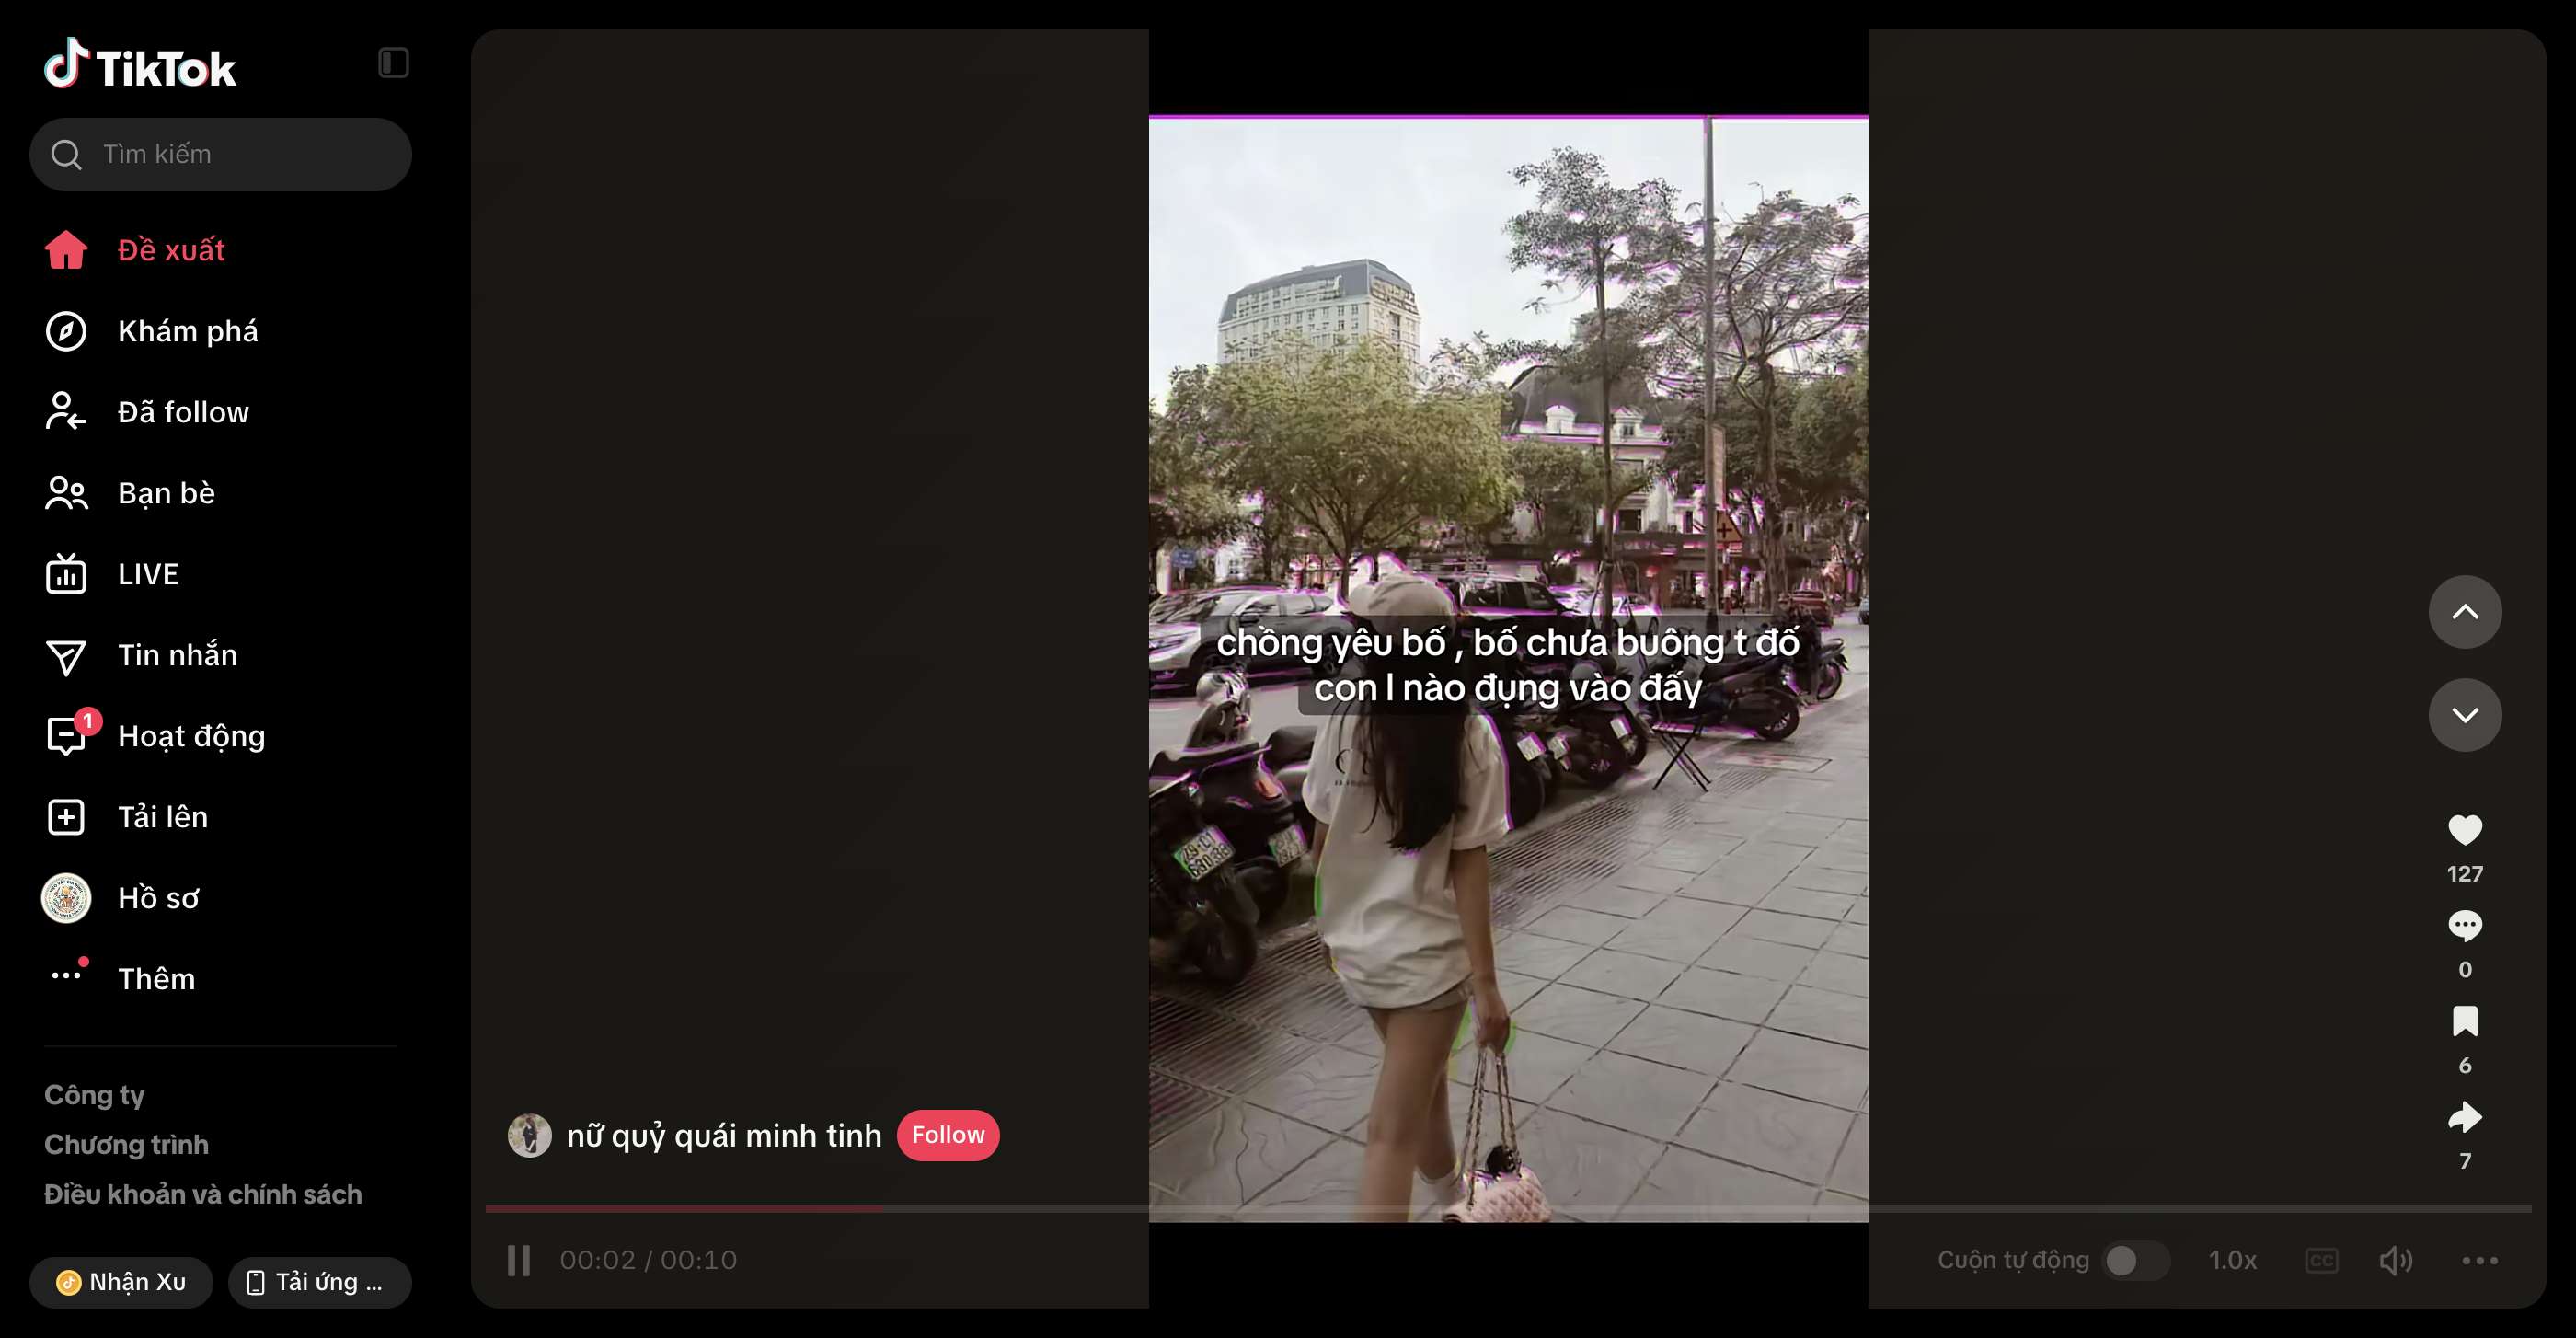 TikTok
Tìm kiếm
Đề xuất
Khám phá
Đã follow
Bạn bè
LIVE
Tin nhắn
1
Hoạt động
Tải lên
Hồ sơ
Thêm
Công ty
Chương trình
Điều khoản và chính sách
Nhận Xu
Tải ứng ...
chồng yêu bố , bố chưa buông t đố
con l nào đụng vào đấy
nữ quỷ quái minh tinh
Follow
00:02 / 00:10
127
0
6
7
Cuộn tự động
1.0x
CC